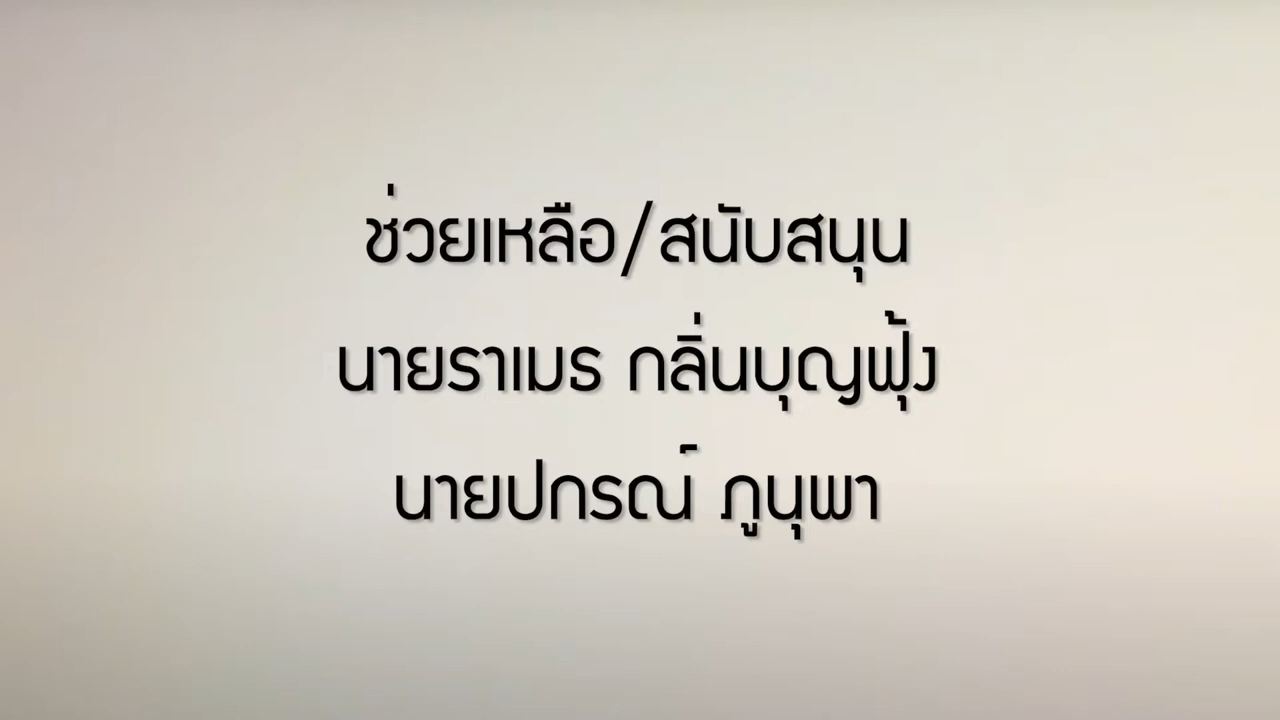 ช่วยเหลือ/สนับสนุน
นายราเมธ กลิ่นบุญฟุ้ง
นายปกรณ์ ภูนุพา